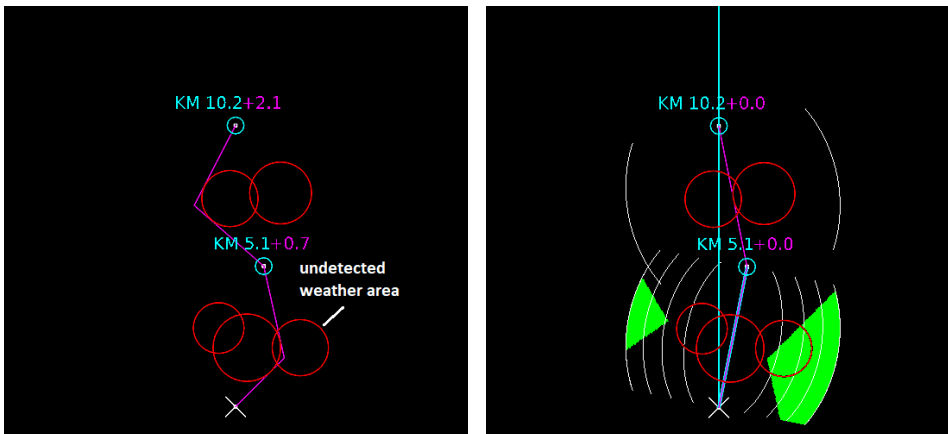 KM 10.2+2.1
KM 5.1+0.7
undetected
weather area
KM 10.2+0.0
KM 5.1+0.0